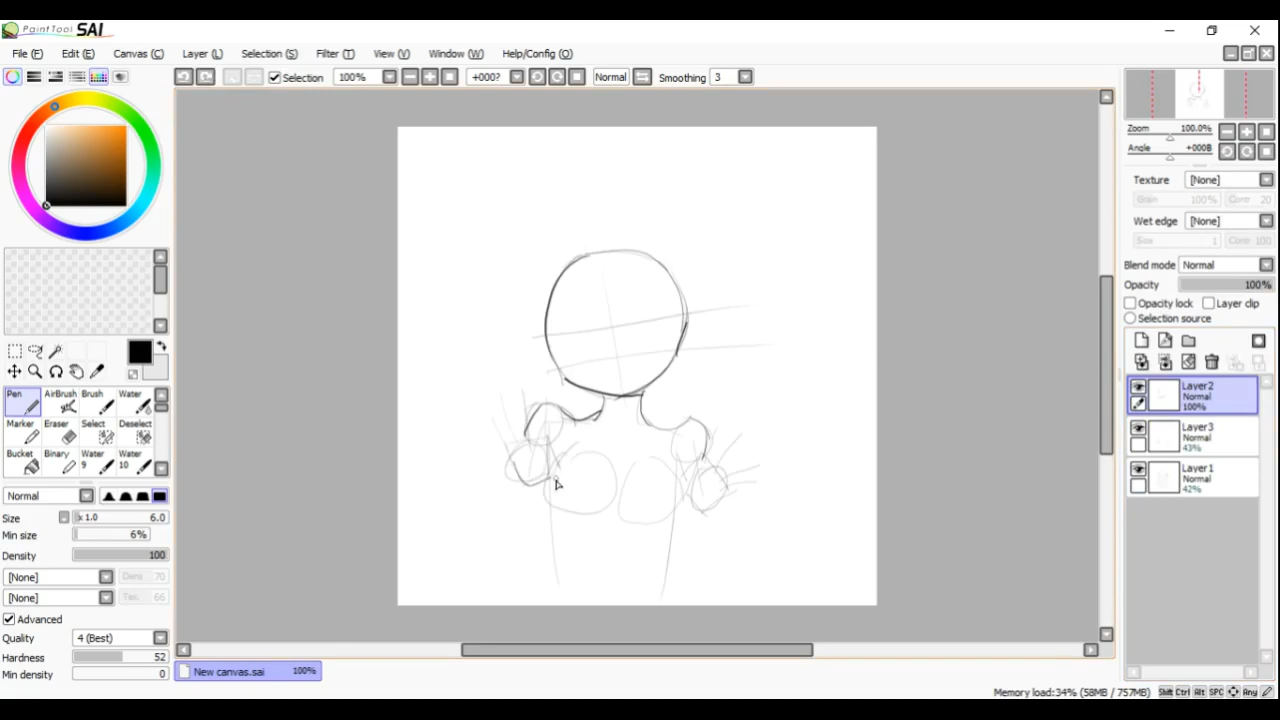 PaintTool SAI
File (F) Edit (E) Canvas (C) Layer (L) Selection (S) Filter (T) View (V) Window (W) Help/Config (O)
Selection 100% +000? Normal Smoothing 3
Zoom 100.0%
Angle +000B
Texture [None]
Grain 100% Contr 20
Wet edge [None]
Size 1 Contr 100
Blend mode Normal
Opacity 100%
Opacity lock Layer clip
Selection source
Layer2
Normal
100%
Layer3
Normal
43%
Layer1
Normal
42%
Pen AirBrush Brush Water
Marker Eraser Select Deselect
Bucket Binary Water 9 Water 10
Normal
Size x 1.0 6.0
Min size 6%
Density 100
[None] Dens 70
[None] Tex 66
Advanced
Quality 4 (Best)
Hardness 52
Min density 0
New canvas.sai 100%
Memory load:34% (58MB / 757MB) Shift Ctrl Alt SPC Any